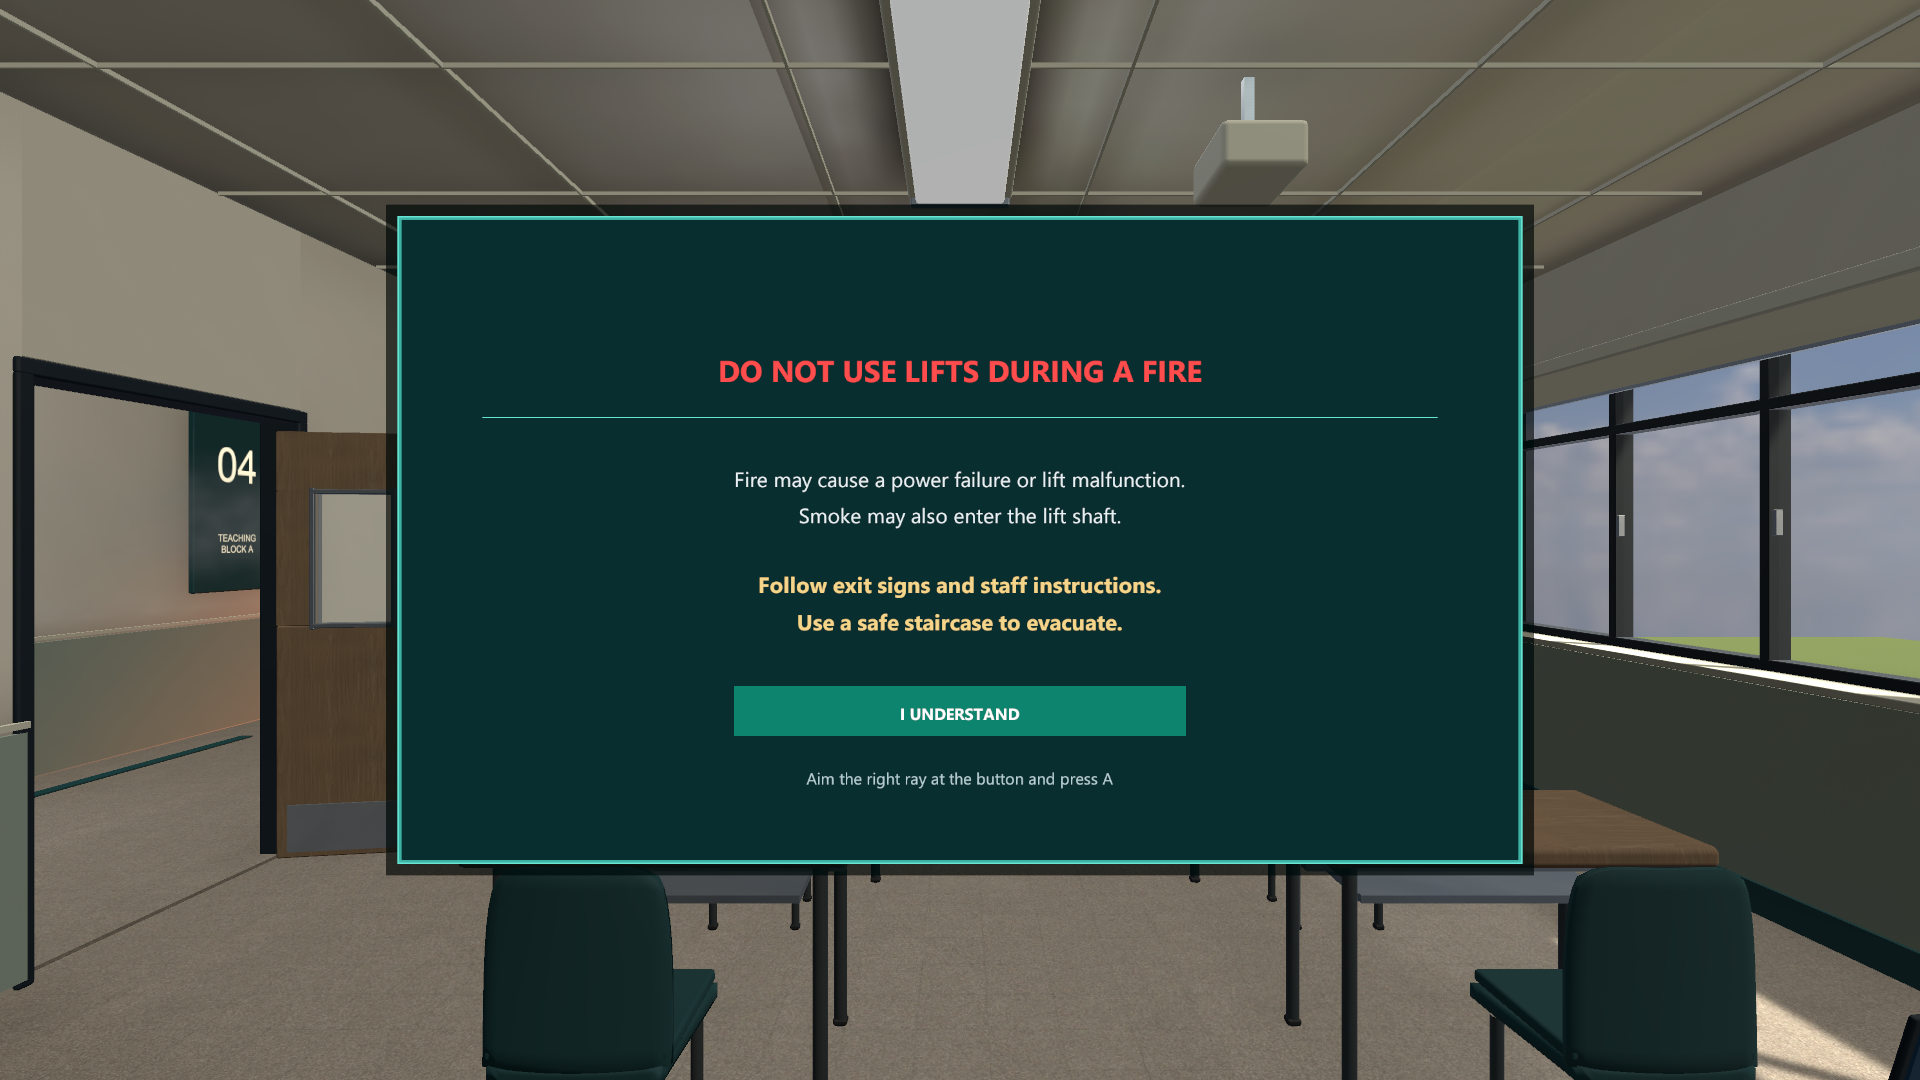 04
TEACHING
BLOCK A
DO NOT USE LIFTS DURING A FIRE
Fire may cause a power failure or lift malfunction.
Smoke may also enter the lift shaft.
Follow exit signs and staff instructions.
Use a safe staircase to evacuate.
I UNDERSTAND
Aim the right ray at the button and press A